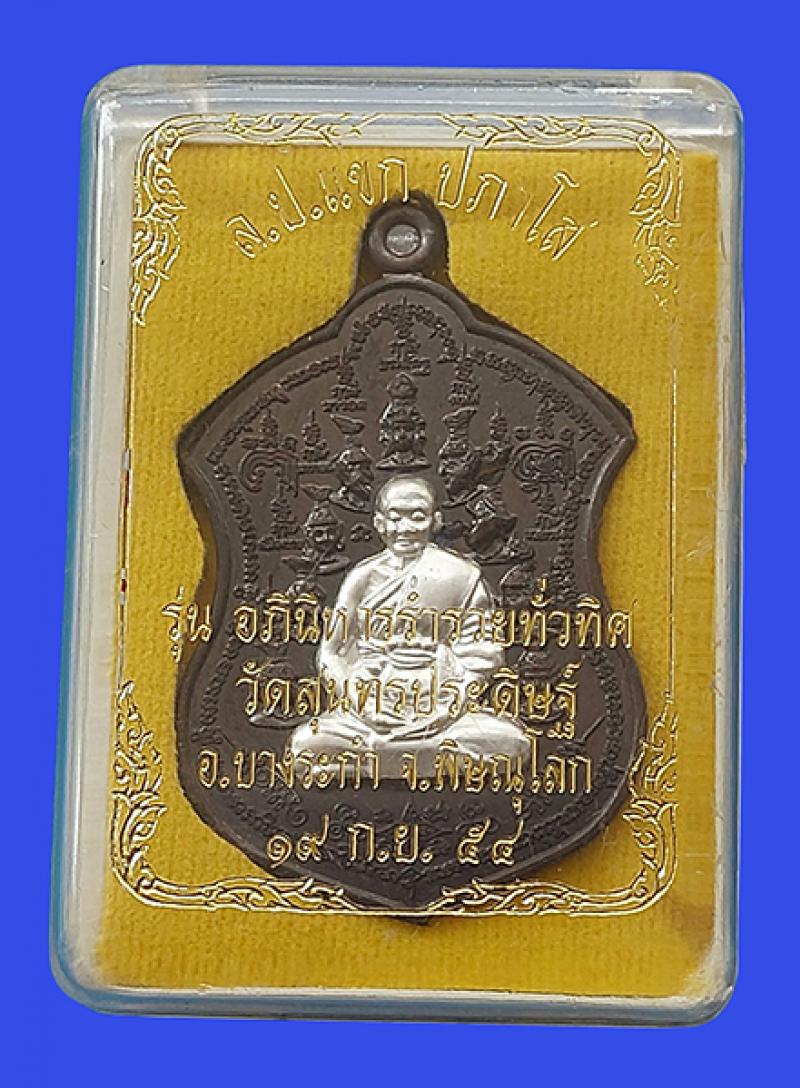 ล.ป.แขก ปภาโส
รุ่น อภินิหารร่ำรวยทั่วทิศ
วัดสุนทรประดิษฐ์
อ.บางระกำ จ.พิษณุโลก
๑๙ ก.ย. ๕๔